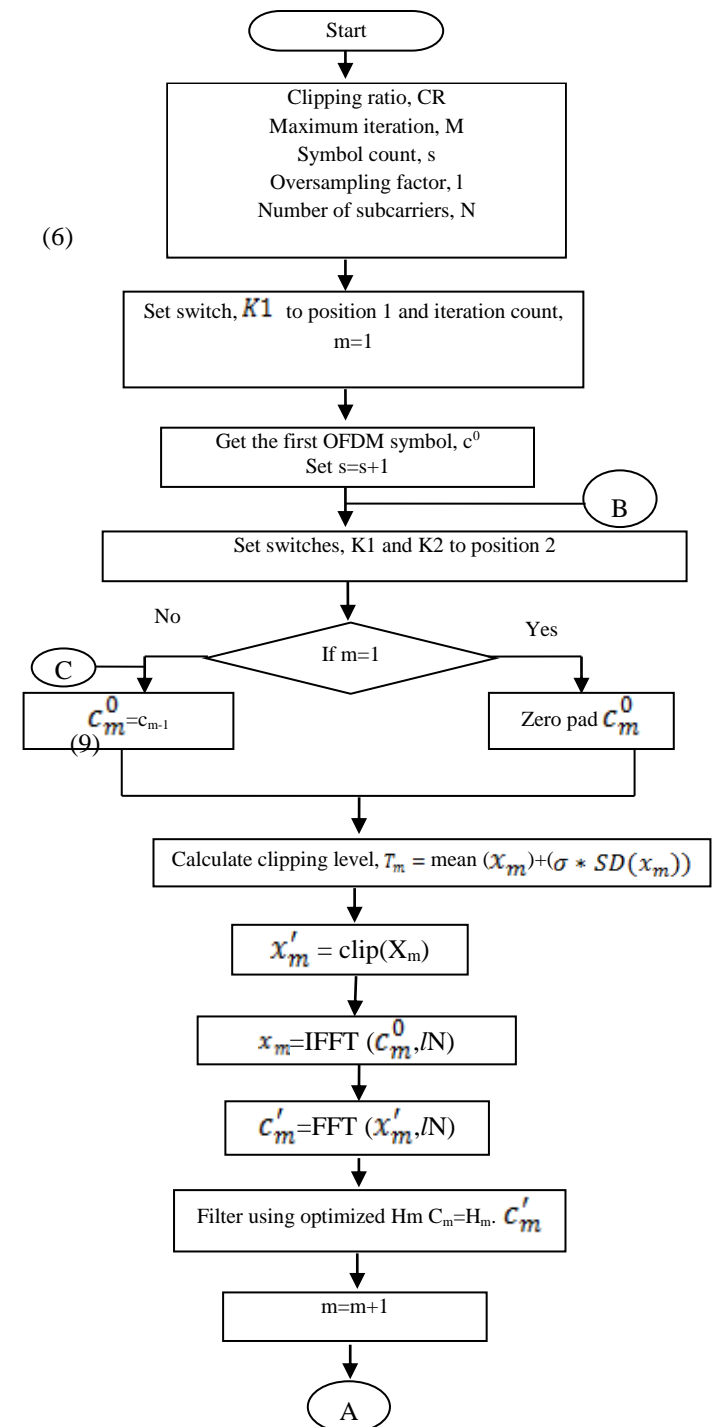 Start
Clipping ratio, CR
Maximum iteration, M
Symbol count, s
Oversampling factor, l
Number of subcarriers, N
(6)
Set switch, K1 to position 1 and iteration count,
m=1
Get the first OFDM symbol, c⁰
Set s=s+1
B
Set switches, K1 and K2 to position 2
No
Yes
If m=1
C
C⁰ₘ=cₘ₋₁
Zero pad C⁰ₘ
(9)
Calculate clipping level, Tₘ = mean (xₘ)+(σ * SD(xₘ))
x′ₘ = clip(Xₘ)
xₘ=IFFT (C⁰ₘ,lN)
C′ₘ=FFT (x′ₘ,lN)
Filter using optimized Hm Cₘ=Hₘ. C′ₘ
m=m+1
A